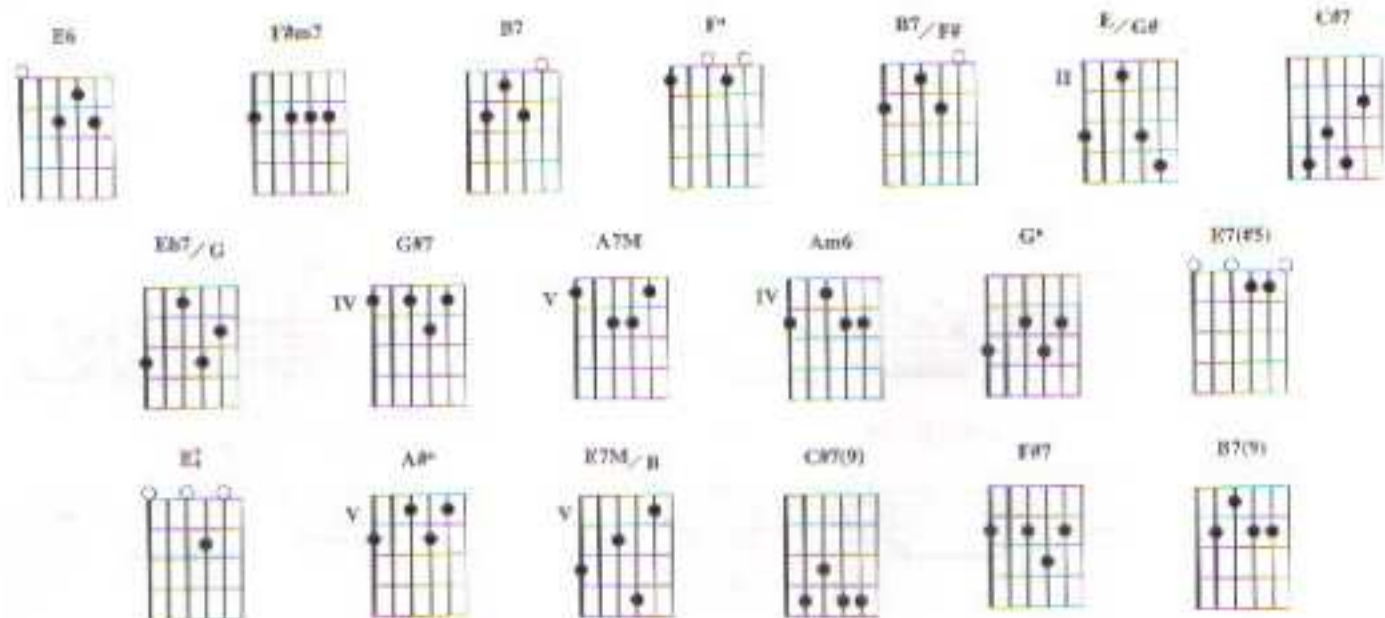 E6 F#m7 B7 F° B7/F# E/G# C#7
II
Eb7/G G#7 A7M Am6 G° E7(#5)
IV V IV
A#° E7M/B C#7(9) F#7 B7(9)
V V